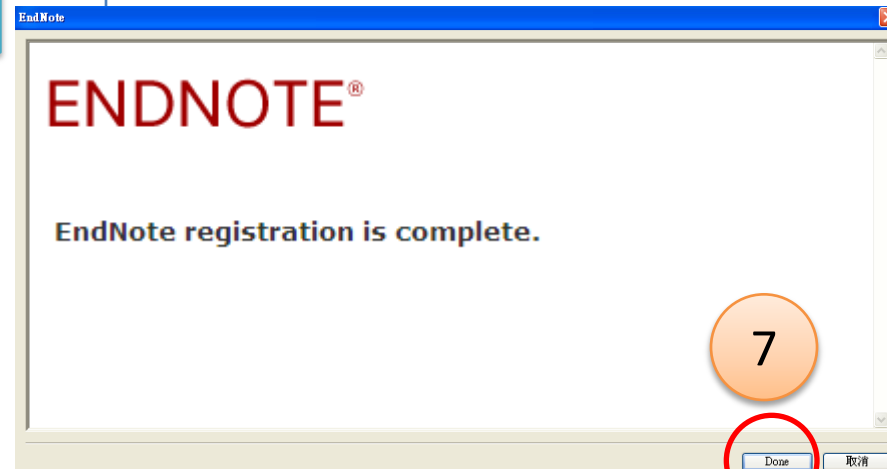 EndNote
ENDNOTE®
EndNote registration is complete.
7
Done
取消